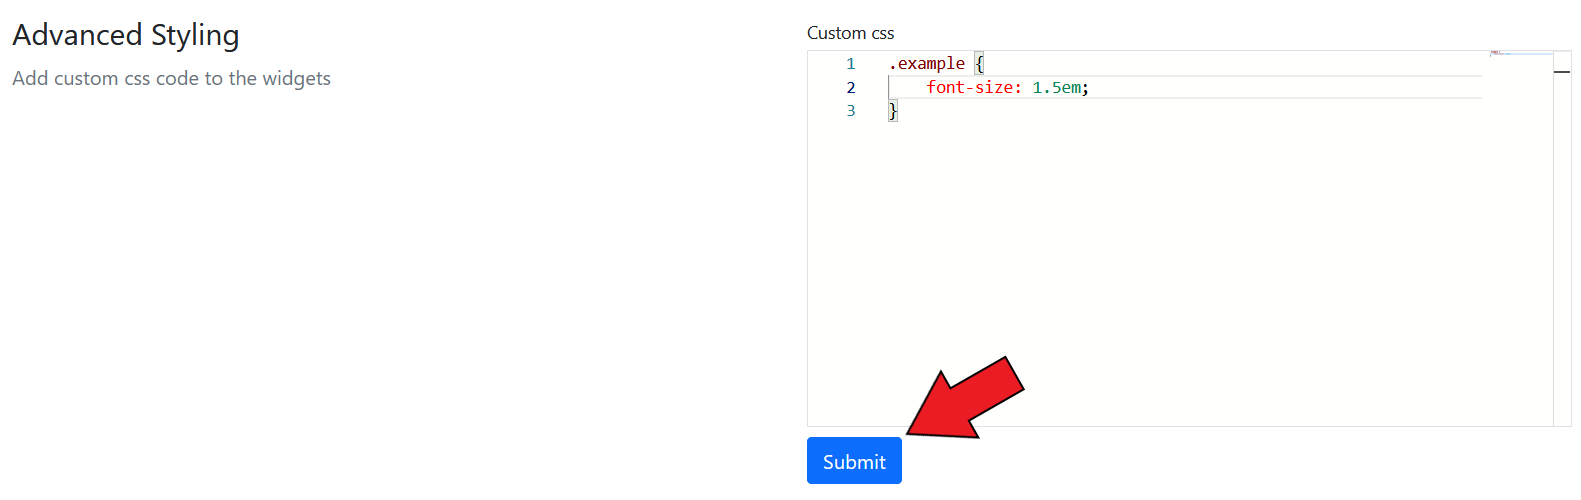 Advanced Styling
Add custom css code to the widgets
Custom css
1 .example {
2     font-size: 1.5em;
3 }
Submit